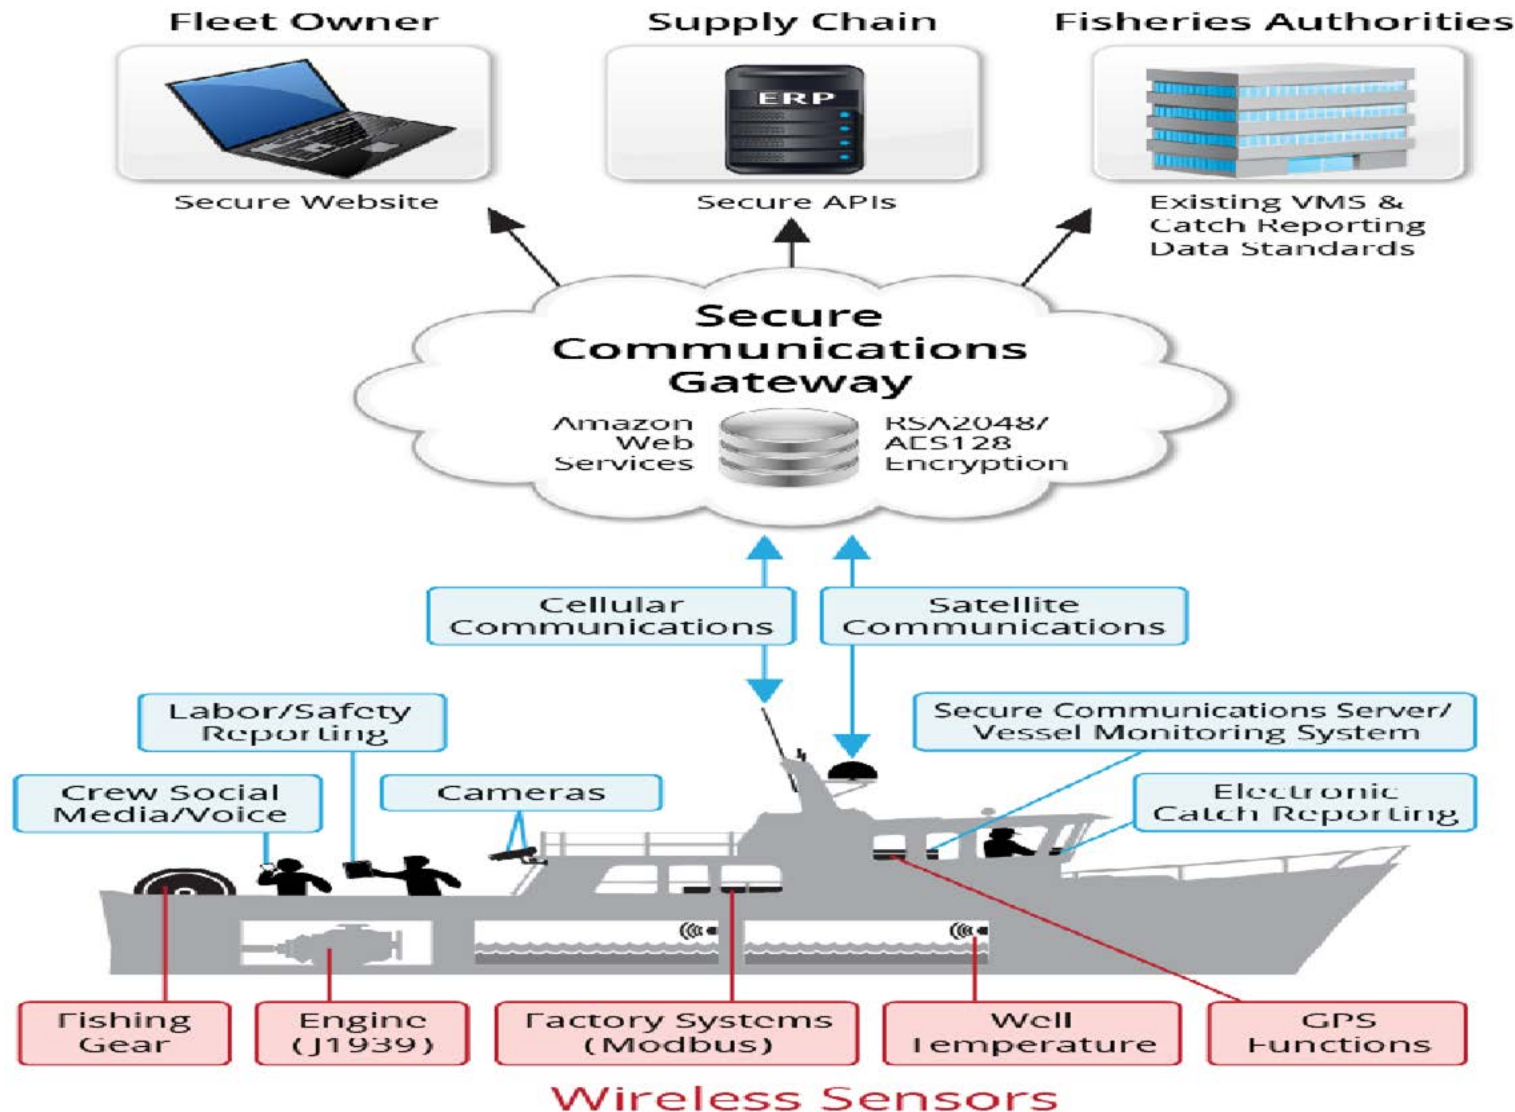 Fleet Owner
Supply Chain
Fisheries Authorities
ERP
Secure Website
Secure APIs
Existing VMS &
Catch Reporting
Data Standards
Secure
Communications
Gateway
Amazon
Web
Services
RSA2048/
AES128
Encryption
Cellular
Communications
Satellite
Communications
Labor/Safety
Reporting
Secure Communications Server/
Vessel Monitoring System
Crew Social
Media/Voice
Cameras
Electronic
Catch Reporting
Fishing
Gear
Engine
(J1939)
Factory Systems
(Modbus)
Well
Temperature
GPS
Functions
Wireless Sensors